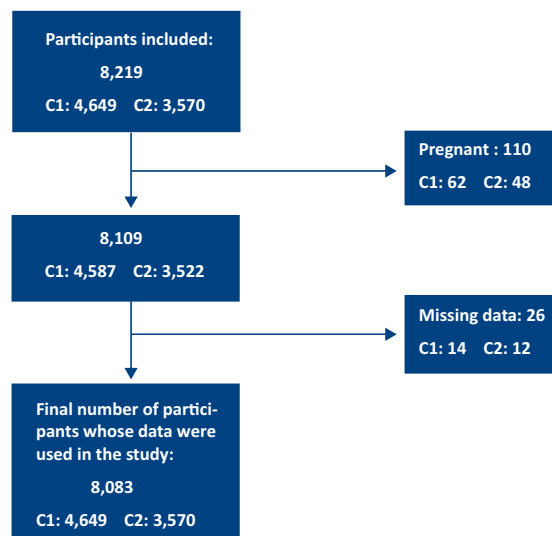 Participants included:
8,219
C1: 4,649 C2: 3,570
Pregnant : 110
C1: 62 C2: 48
8,109
C1: 4,587 C2: 3,522
Missing data: 26
C1: 14 C2: 12
Final number of partici-
pants whose data were
used in the study:
8,083
C1: 4,649 C2: 3,570